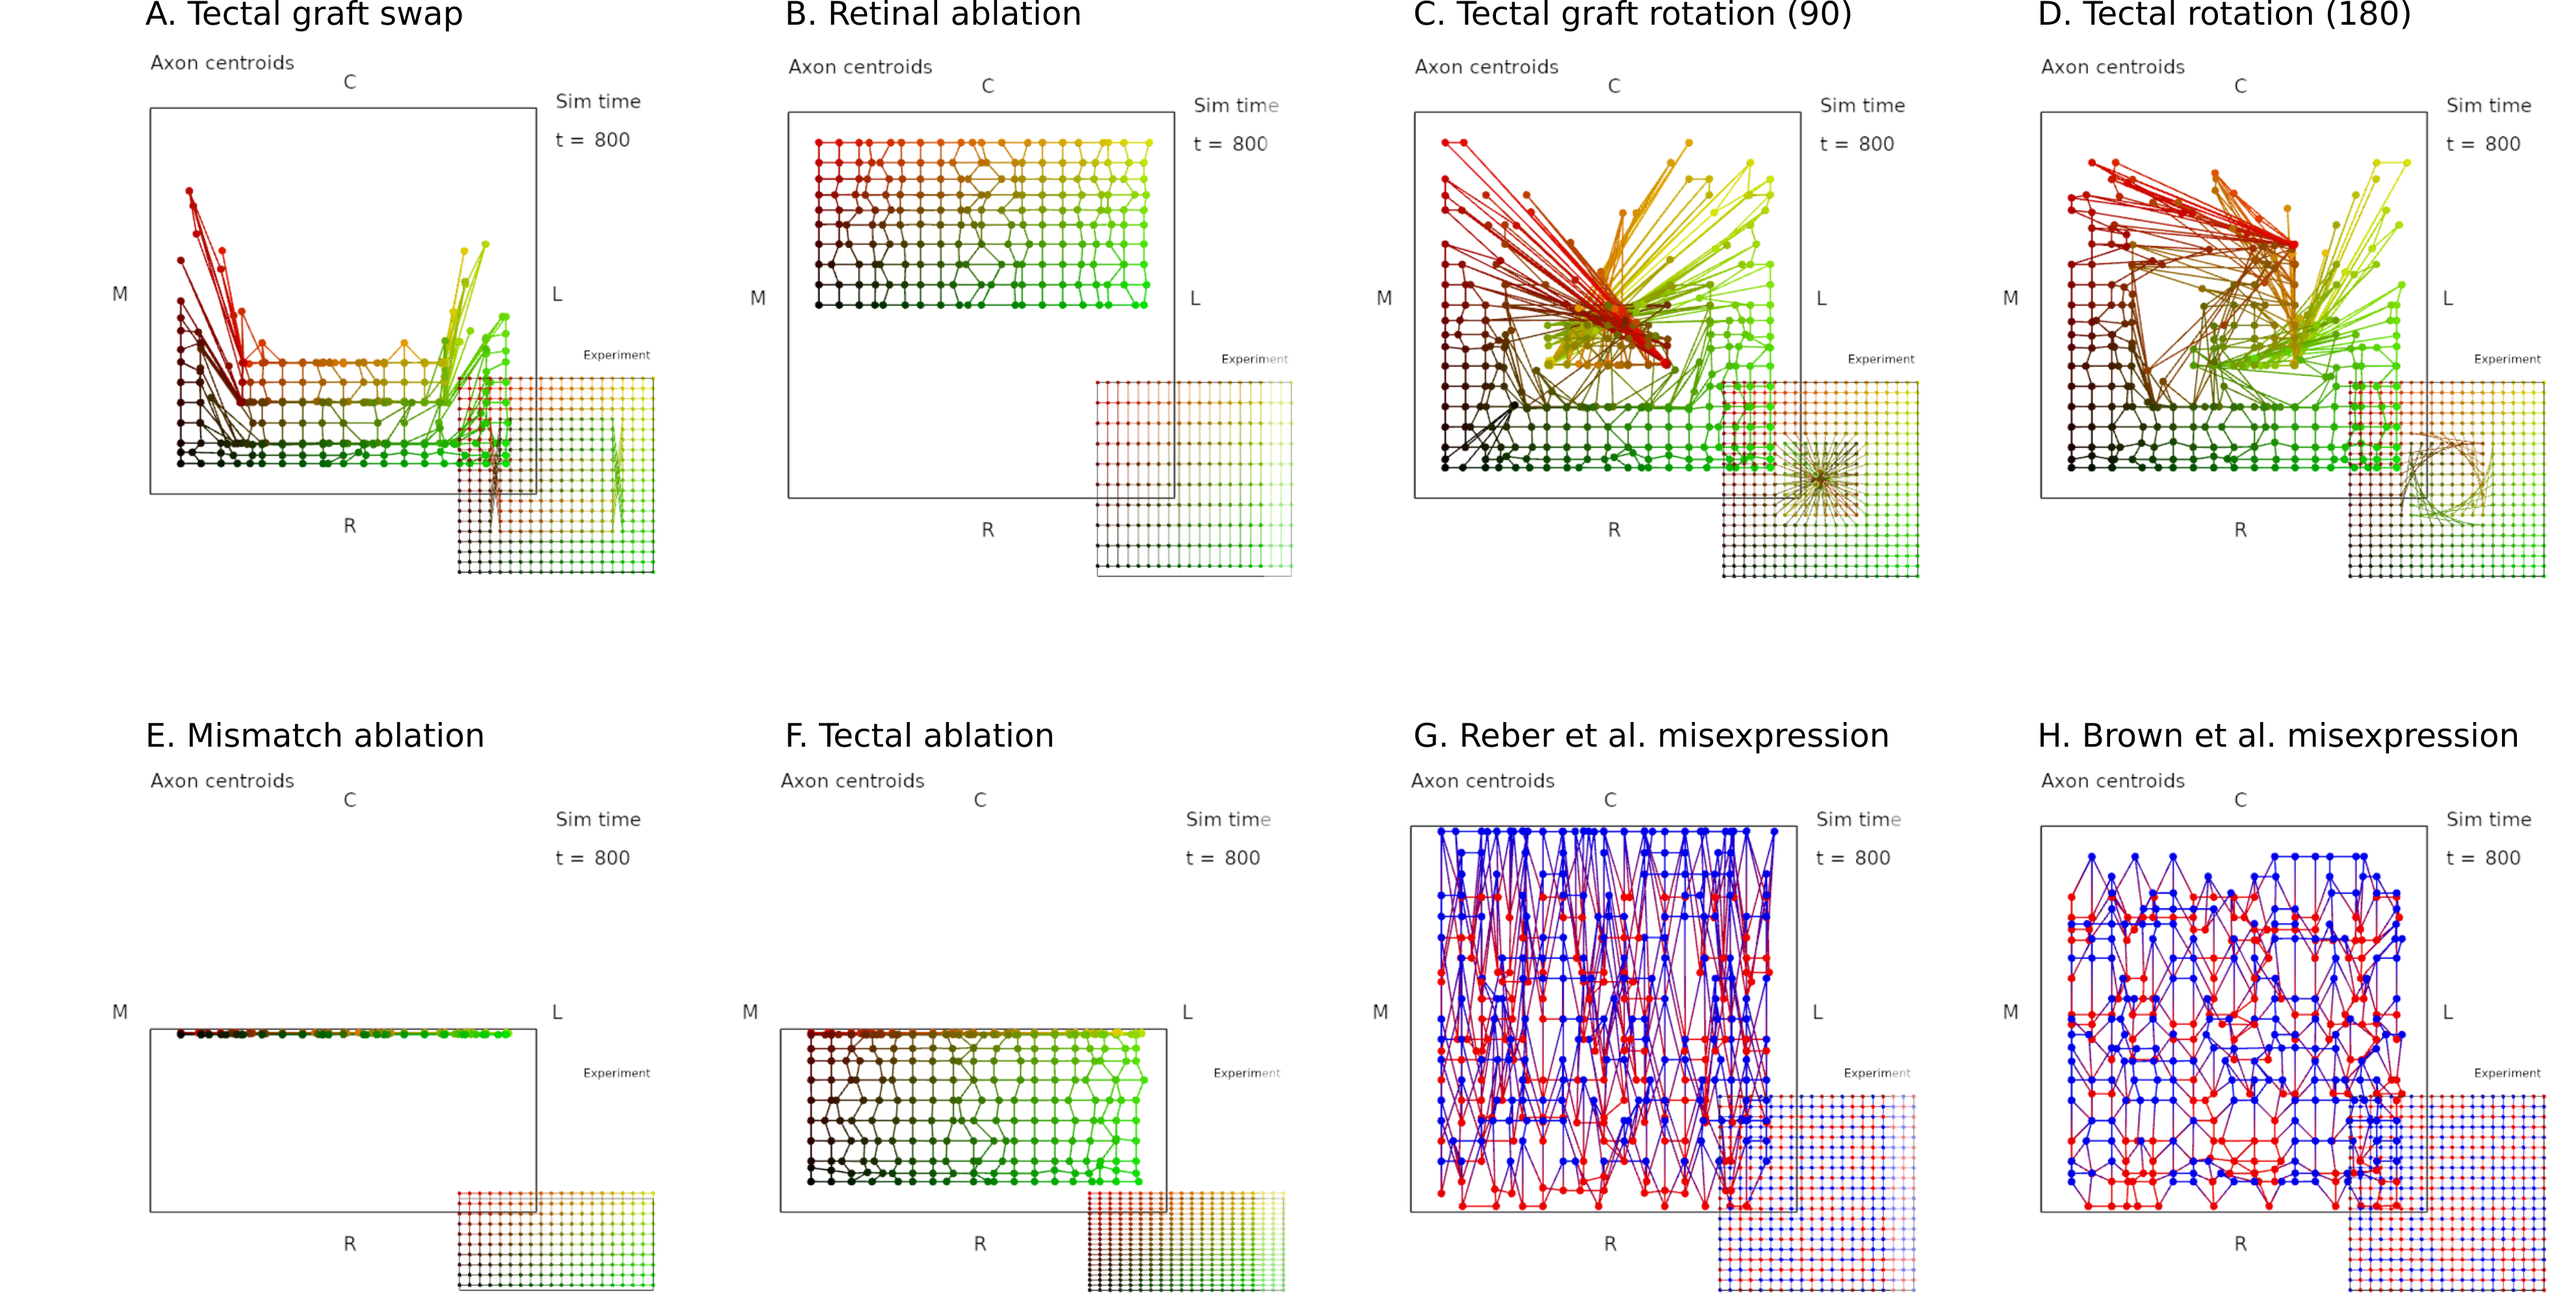 A. Tectal graft swap
Axon centroids
C
Sim time
t = 800
M
L
Experiment
R
B. Retinal ablation
Axon centroids
C
Sim time
t = 800
M
L
Experiment
R
C. Tectal graft rotation (90)
Axon centroids
C
Sim time
t = 800
M
L
Experiment
R
D. Tectal rotation (180)
Axon centroids
C
Sim time
t = 800
M
L
Experiment
R
E. Mismatch ablation
Axon centroids
C
Sim time
t = 800
M
L
Experiment
R
F. Tectal ablation
Axon centroids
C
Sim time
t = 800
M
L
Experiment
R
G. Reber et al. misexpression
Axon centroids
C
Sim time
t = 800
M
L
Experiment
R
H. Brown et al. misexpression
Axon centroids
C
Sim time
t = 800
M
L
Experiment
R